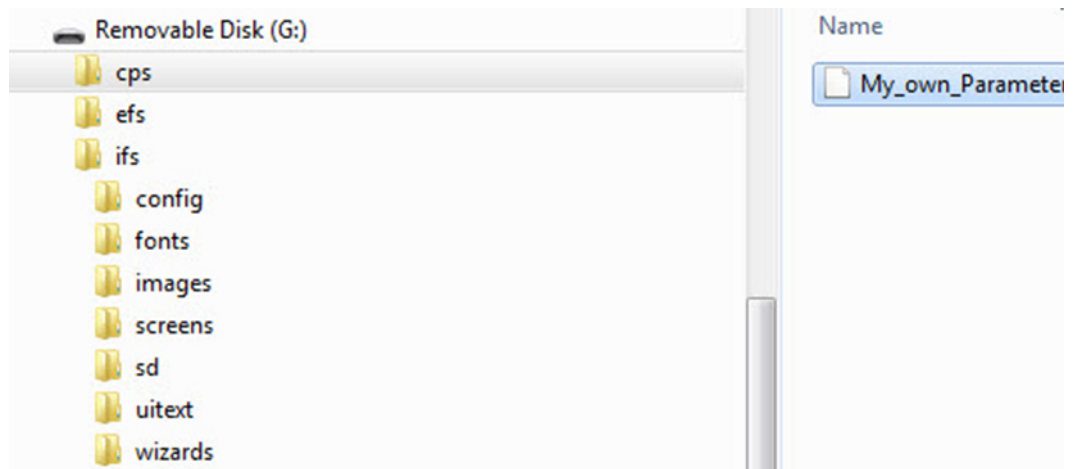 Removable Disk (G:)
cps
efs
ifs
config
fonts
images
screens
sd
uitext
wizards
Name
My_own_Parameter